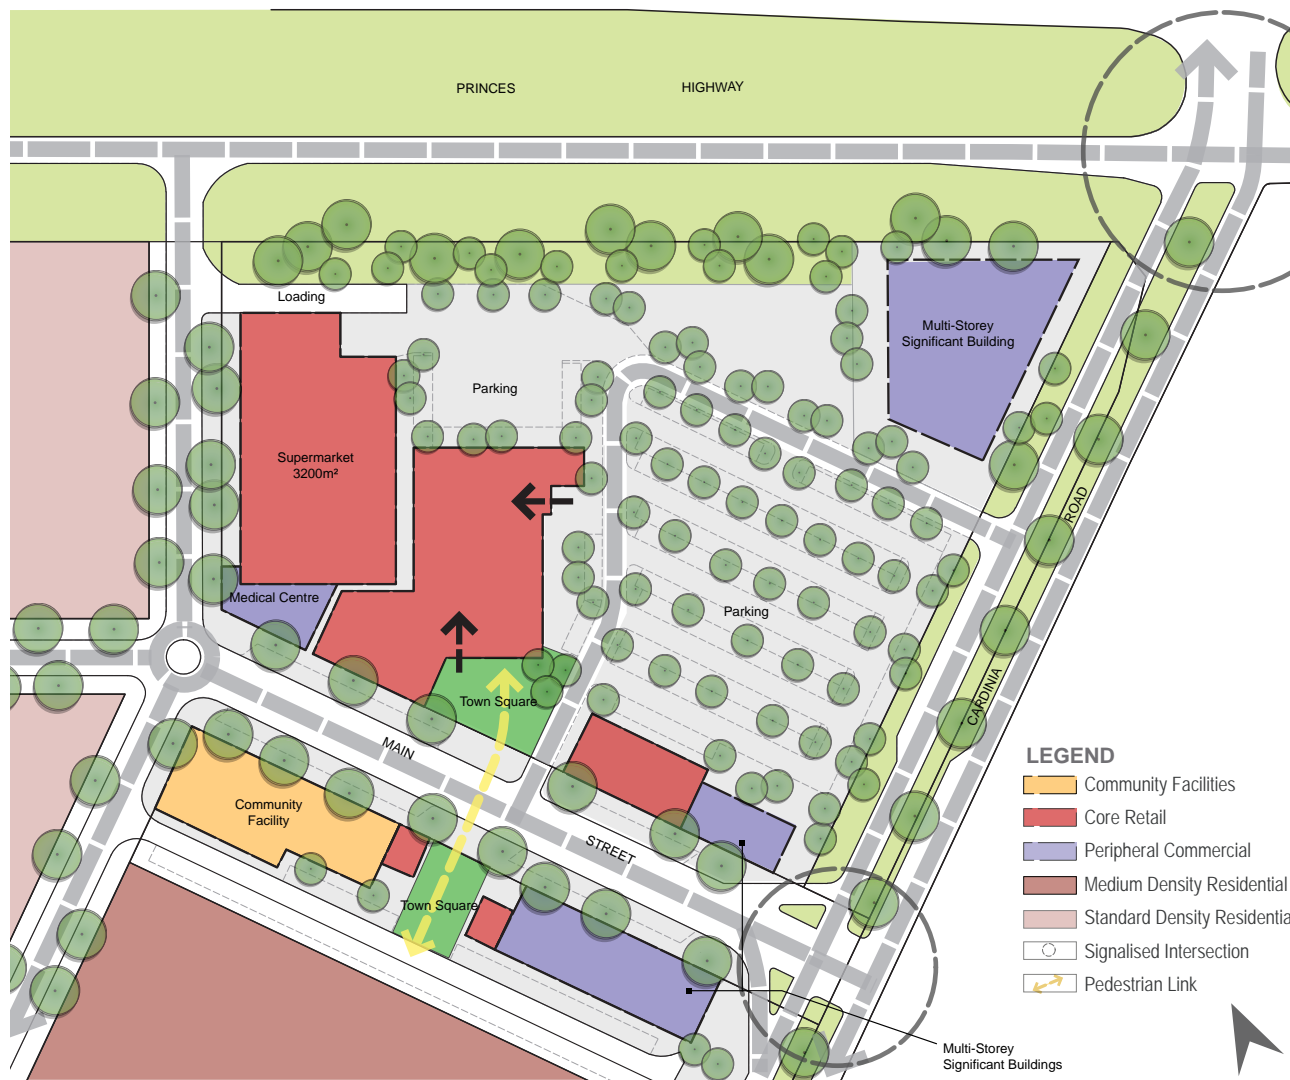 PRINCES HIGHWAY
Loading
Multi-Storey
Significant Building
Parking
Supermarket
3200m²
ROAD
Medical Centre
Parking
Town Square
CARDINIA
MAIN
Community
Facility
STREET
Town Square
LEGEND
Community Facilities
Core Retail
Peripheral Commercial
Medium Density Residential
Standard Density Residentia
Signalised Intersection
Pedestrian Link
Multi-Storey
Significant Buildings